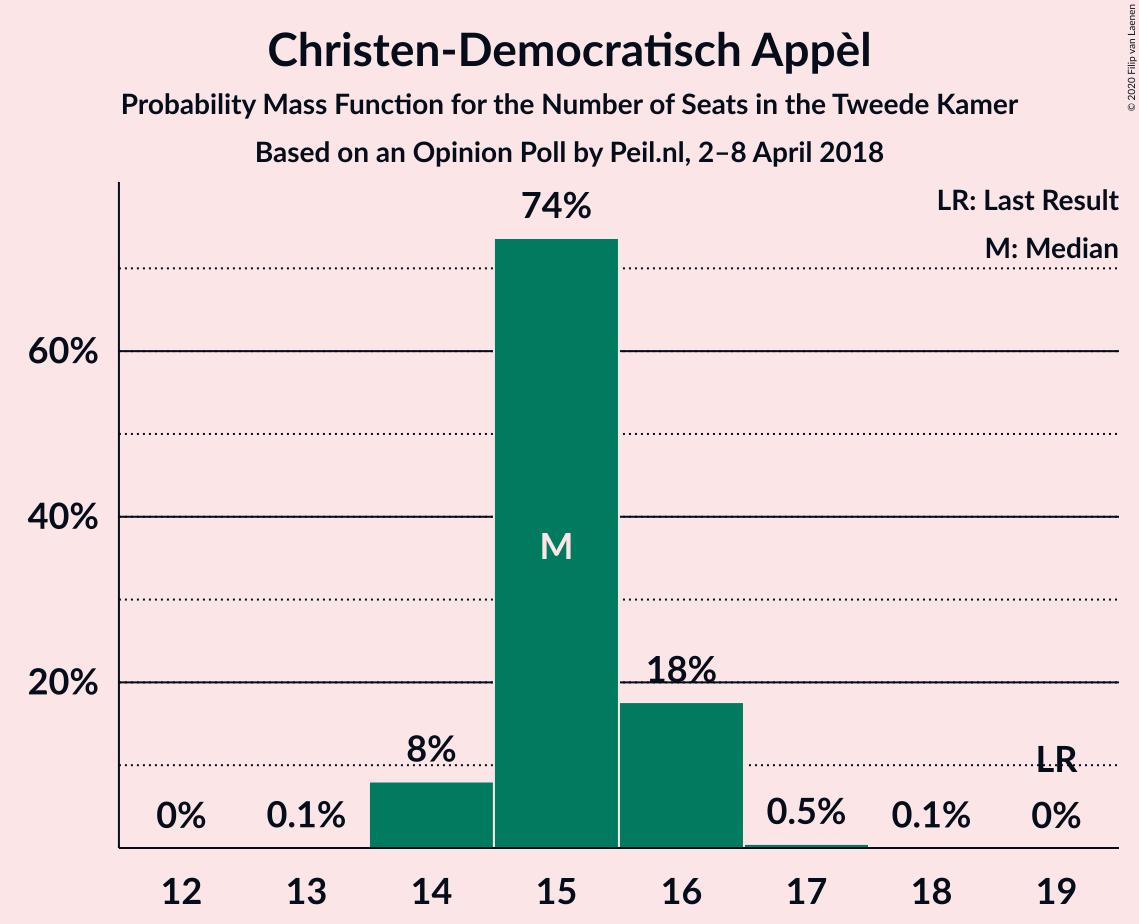 Christen-Democratisch Appèl
Probability Mass Function for the Number of Seats in the Tweede Kamer
Based on an Opinion Poll by Peil.nl, 2–8 April 2018
© 2020 Filip van Laenen
LR: Last Result
M: Median
74%
60%
40%
M
20%
18%
8%
LR
0%
0.1%
0.5%
0.1%
0%
12
13
14
15
16
17
18
19